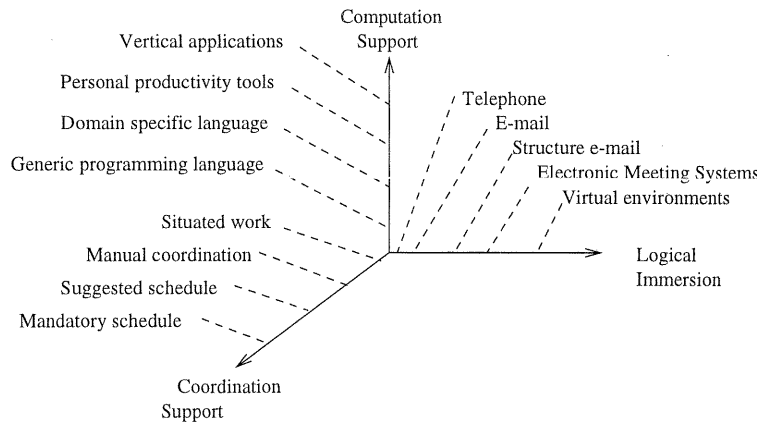 Computation
Support
Vertical applications
Personal productivity tools
Domain specific language
Generic programming language
Telephone
E-mail
Structure e-mail
Electronic Meeting Systems
Virtual environments
Situated work
Manual coordination
Suggested schedule
Mandatory schedule
Logical
Immersion
Coordination
Support